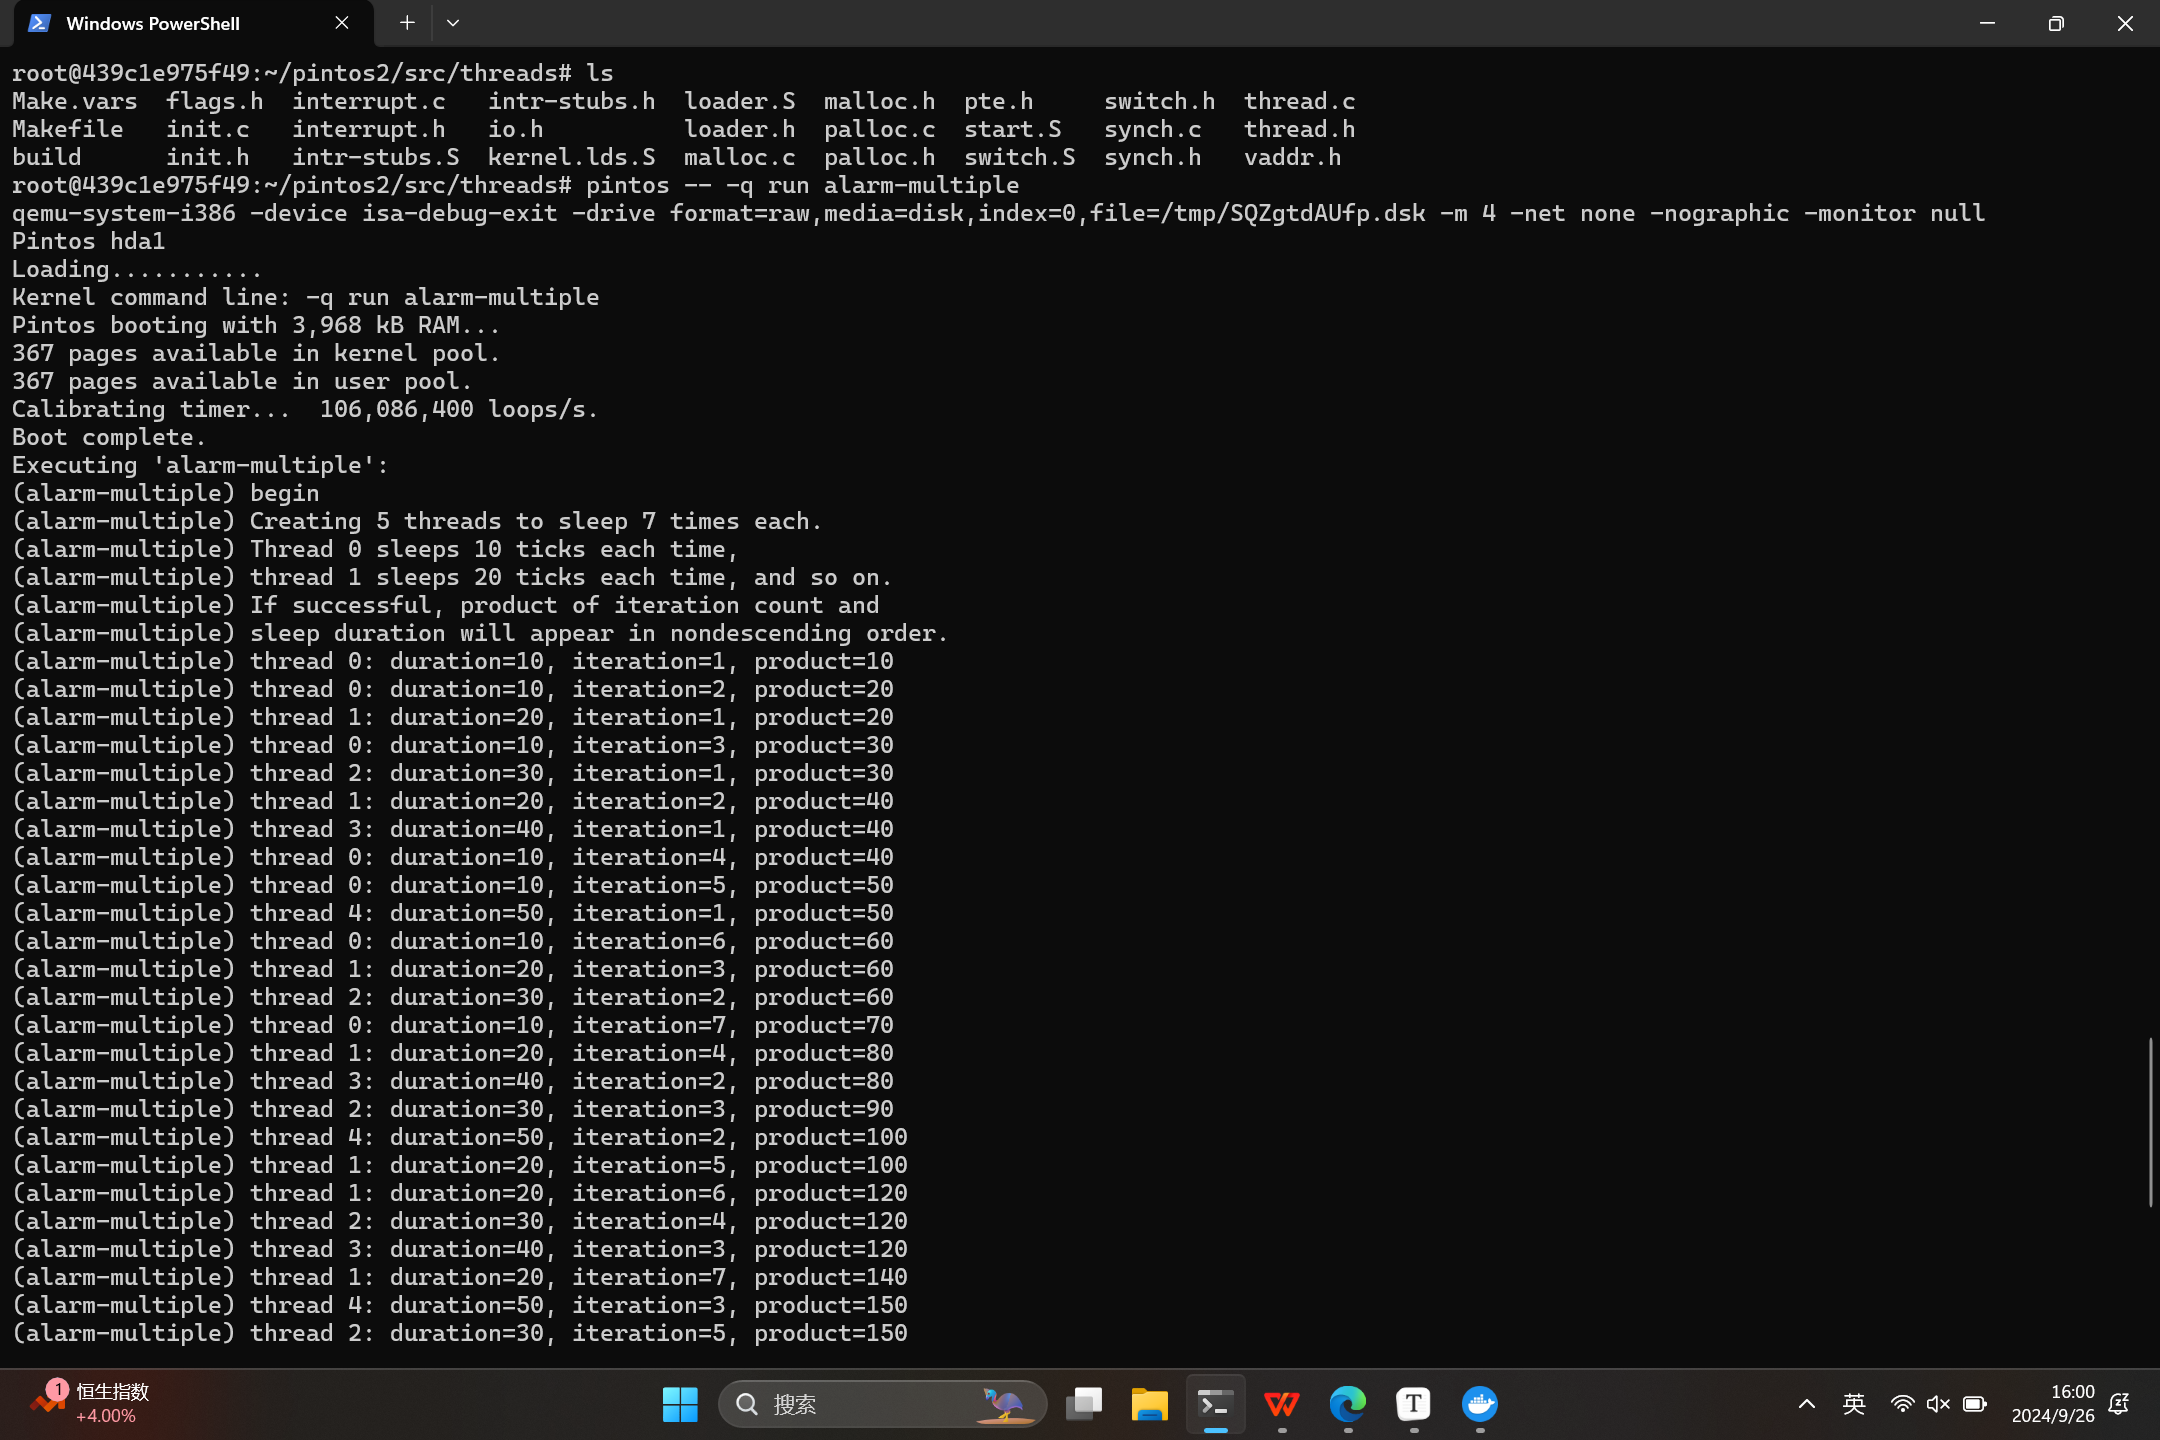 Windows PowerShell
root@439c1e975f49:~/pintos2/src/threads# ls
Make.vars  flags.h  interrupt.c   intr-stubs.h  loader.S  malloc.h  pte.h     switch.h  thread.c
Makefile   init.c   interrupt.h   io.h          loader.h  palloc.c  start.S   synch.c   thread.h
build      init.h   intr-stubs.S  kernel.lds.S  malloc.c  palloc.h  switch.S  synch.h   vaddr.h
root@439c1e975f49:~/pintos2/src/threads# pintos -- -q run alarm-multiple
qemu-system-i386 -device isa-debug-exit -drive format=raw,media=disk,index=0,file=/tmp/SQZgtdAUfp.dsk -m 4 -net none -nographic -monitor null
Pintos hda1
Loading...........
Kernel command line: -q run alarm-multiple
Pintos booting with 3,968 kB RAM...
367 pages available in kernel pool.
367 pages available in user pool.
Calibrating timer...  106,086,400 loops/s.
Boot complete.
Executing 'alarm-multiple':
(alarm-multiple) begin
(alarm-multiple) Creating 5 threads to sleep 7 times each.
(alarm-multiple) Thread 0 sleeps 10 ticks each time,
(alarm-multiple) thread 1 sleeps 20 ticks each time, and so on.
(alarm-multiple) If successful, product of iteration count and
(alarm-multiple) sleep duration will appear in nondescending order.
(alarm-multiple) thread 0: duration=10, iteration=1, product=10
(alarm-multiple) thread 0: duration=10, iteration=2, product=20
(alarm-multiple) thread 1: duration=20, iteration=1, product=20
(alarm-multiple) thread 0: duration=10, iteration=3, product=30
(alarm-multiple) thread 2: duration=30, iteration=1, product=30
(alarm-multiple) thread 1: duration=20, iteration=2, product=40
(alarm-multiple) thread 3: duration=40, iteration=1, product=40
(alarm-multiple) thread 0: duration=10, iteration=4, product=40
(alarm-multiple) thread 0: duration=10, iteration=5, product=50
(alarm-multiple) thread 4: duration=50, iteration=1, product=50
(alarm-multiple) thread 0: duration=10, iteration=6, product=60
(alarm-multiple) thread 1: duration=20, iteration=3, product=60
(alarm-multiple) thread 2: duration=30, iteration=2, product=60
(alarm-multiple) thread 0: duration=10, iteration=7, product=70
(alarm-multiple) thread 1: duration=20, iteration=4, product=80
(alarm-multiple) thread 3: duration=40, iteration=2, product=80
(alarm-multiple) thread 2: duration=30, iteration=3, product=90
(alarm-multiple) thread 4: duration=50, iteration=2, product=100
(alarm-multiple) thread 1: duration=20, iteration=5, product=100
(alarm-multiple) thread 1: duration=20, iteration=6, product=120
(alarm-multiple) thread 2: duration=30, iteration=4, product=120
(alarm-multiple) thread 3: duration=40, iteration=3, product=120
(alarm-multiple) thread 1: duration=20, iteration=7, product=140
(alarm-multiple) thread 4: duration=50, iteration=3, product=150
(alarm-multiple) thread 2: duration=30, iteration=5, product=150
1
恒生指数
+4.00%
搜索
T
英
16:00
2024/9/26